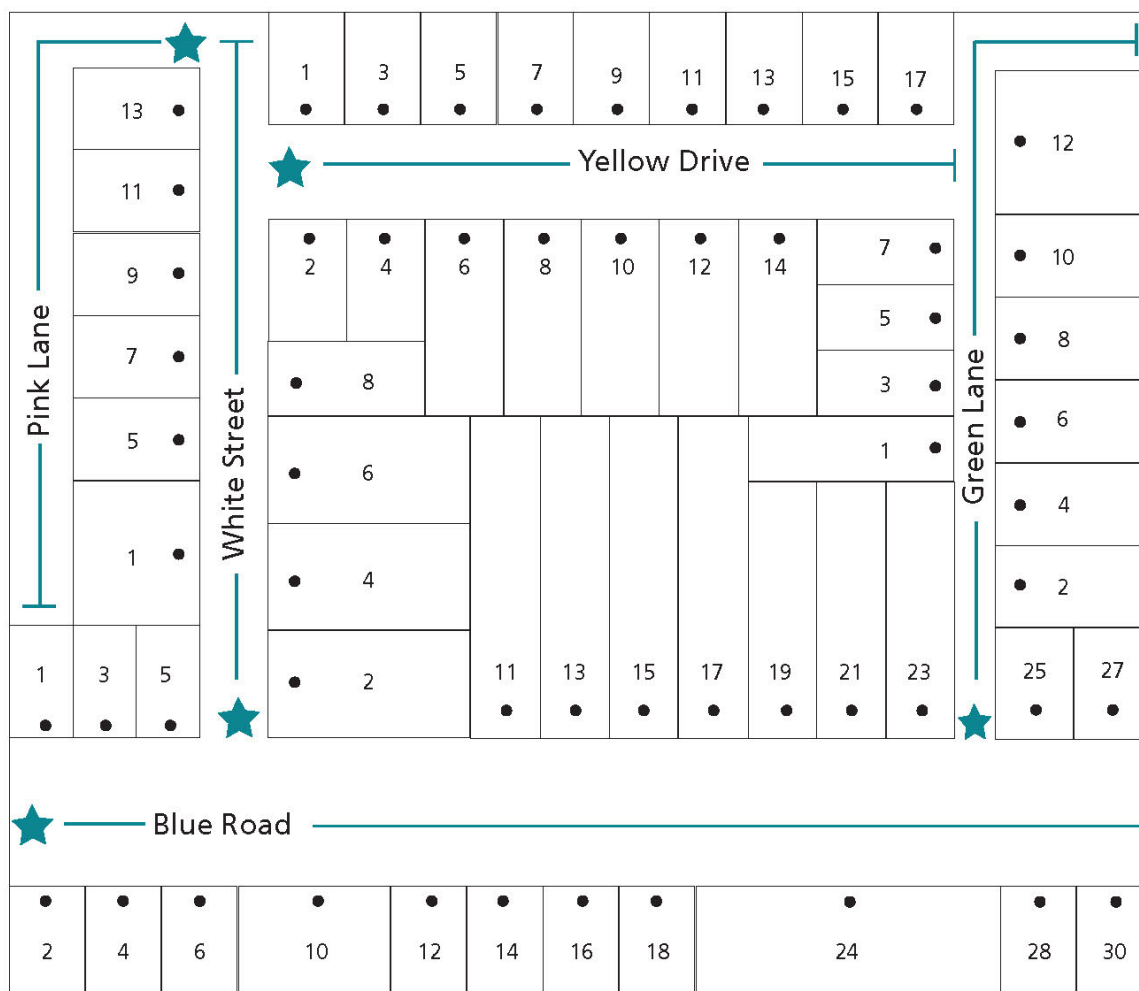 1 3 5 7 9 11 13 15 17
Yellow Drive
13
11
9
7
5
1
Pink Lane
White Street
2 4 6 8 10 12 14
7
5
3
1
8
6
4
2
Green Lane
12
10
8
6
4
2
1 3 5
11 13 15 17 19 21 23
25 27
Blue Road
2 4 6 10 12 14 16 18 24 28 30